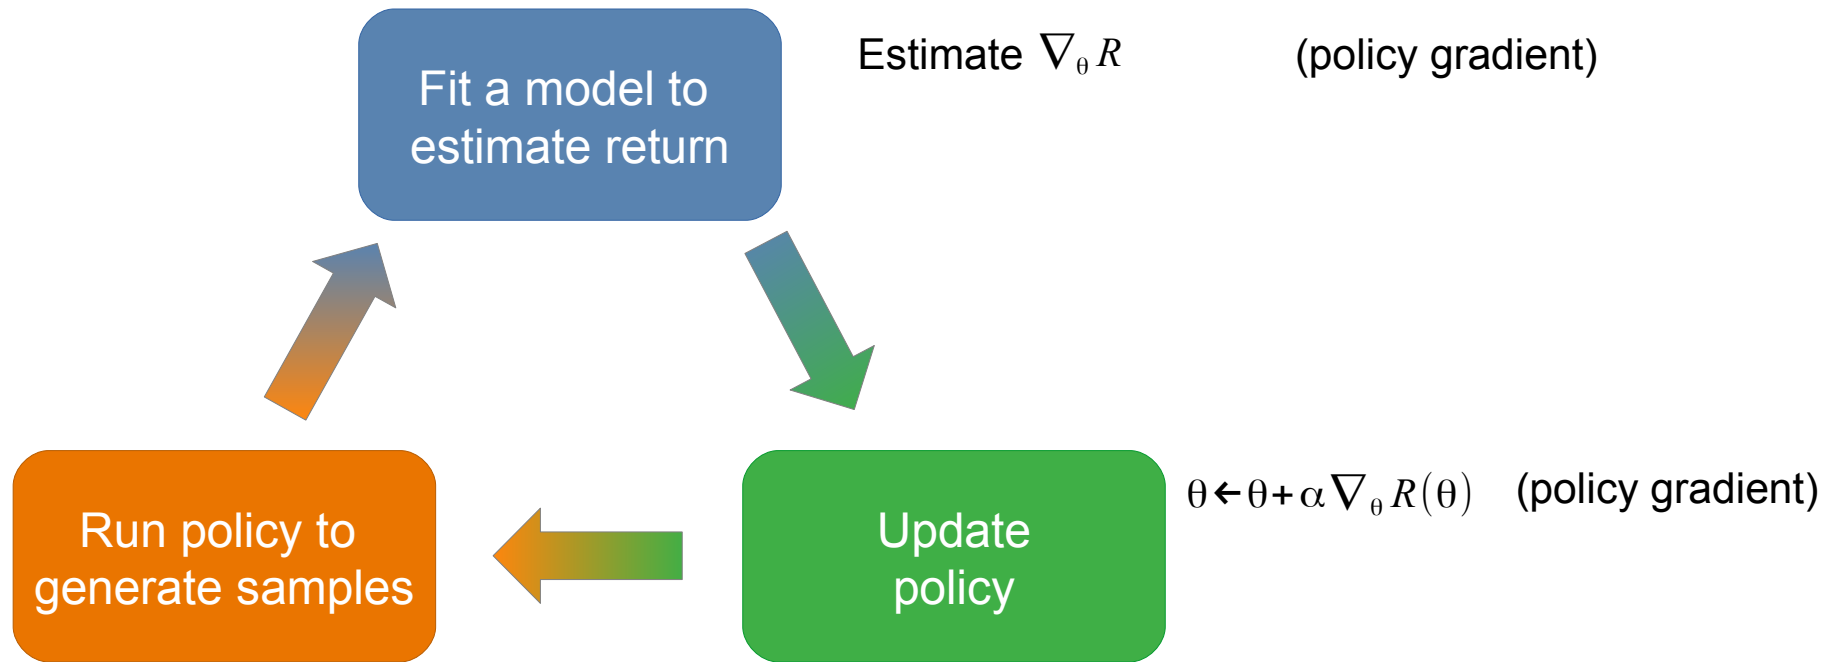 Fit a model to
estimate return
Estimate ∇θ R (policy gradient)
Run policy to
generate samples
Update
policy
θ←θ+α∇θ R(θ) (policy gradient)